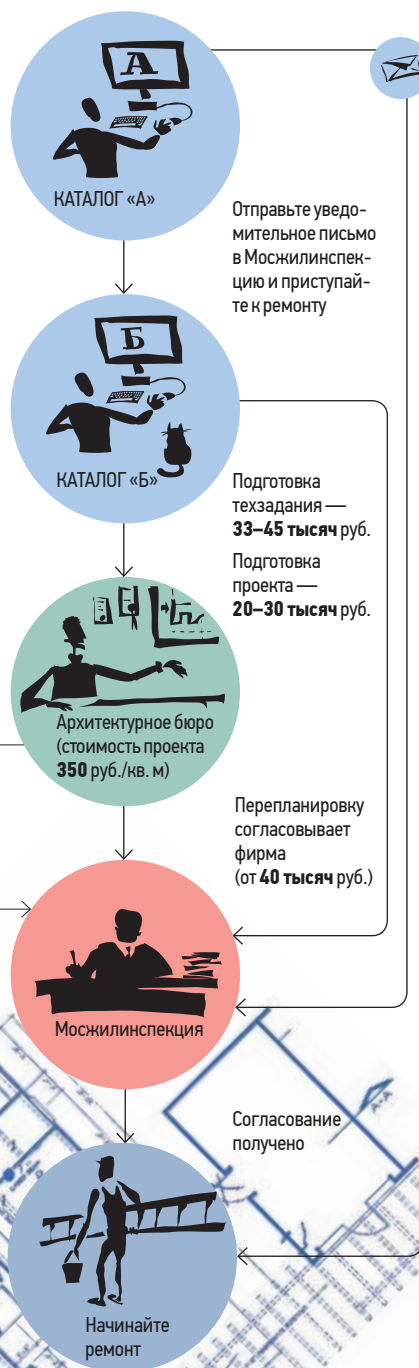 А
КАТАЛОГ «А»
Отправьте уведо-
мительное письмо
в Мосжилинспек-
цию и приступай-
те к ремонту
Б
КАТАЛОГ «Б»
Подготовка
техзадания —
33–45 тысяч руб.
Подготовка
проекта —
20–30 тысяч руб.
Архитектурное бюро
(стоимость проекта
350 руб./кв. м)
Перепланировку
согласовывает
фирма
(от 40 тысяч руб.)
Мосжилинспекция
А-А
Согласование
получено
Начинайте
ремонт